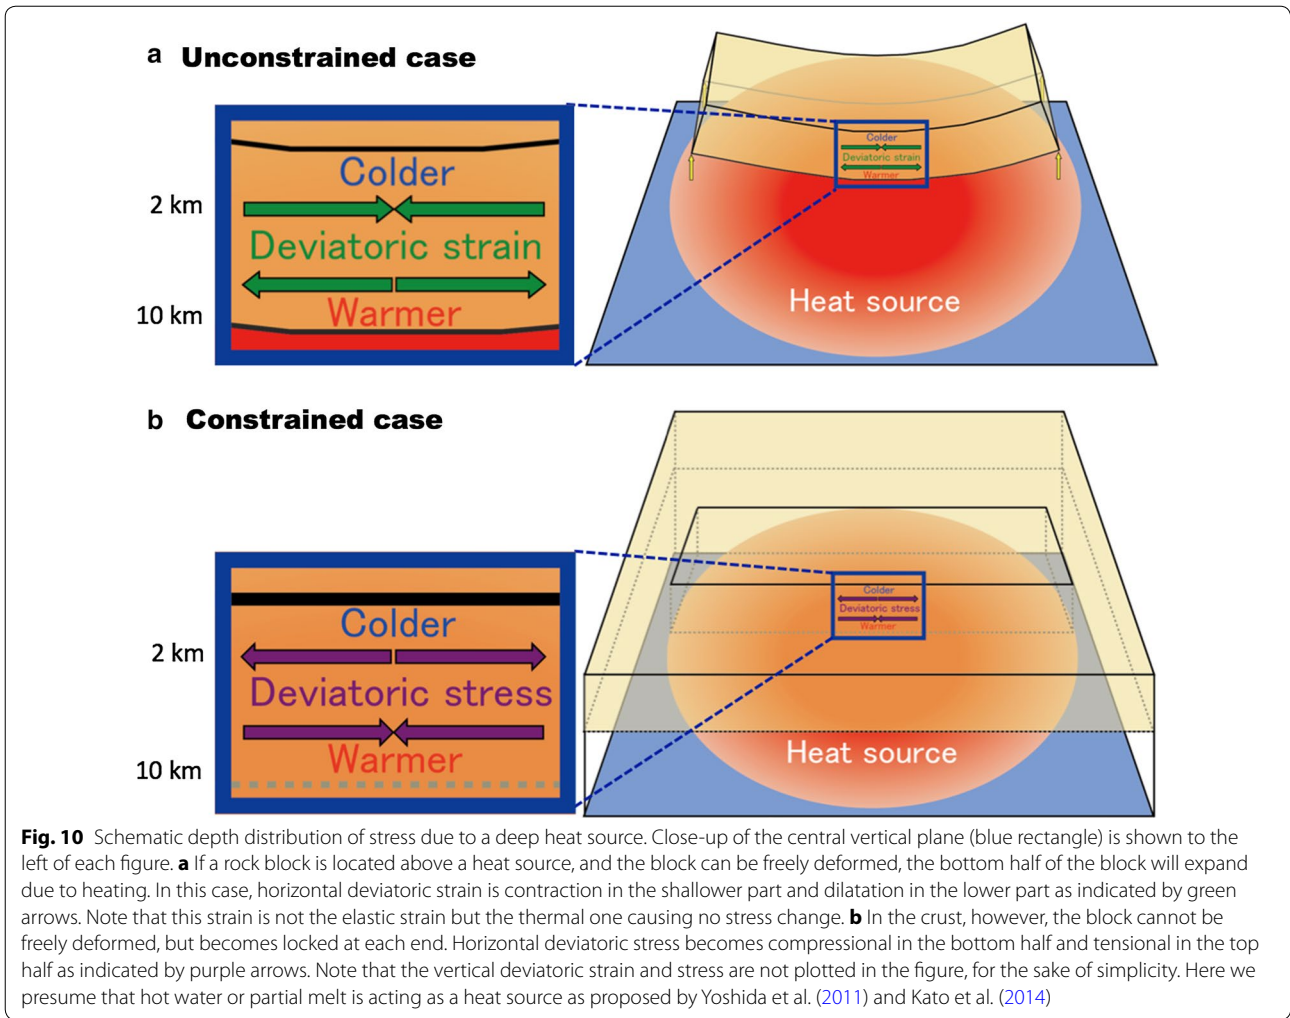 a Unconstrained case
Colder
2 km
Deviatoric strain
10 km
Warmer
Colder
Deviatoric strain
Warmer
Heat source
b Constrained case
Colder
2 km
Deviatoric stress
Warmer
10 km
Colder
Deviatoric stress
Warmer
Heat source
Fig. 10 Schematic depth distribution of stress due to a deep heat source. Close-up of the central vertical plane (blue rectangle) is shown to the
left of each figure. a If a rock block is located above a heat source, and the block can be freely deformed, the bottom half of the block will expand
due to heating. In this case, horizontal deviatoric strain is contraction in the shallower part and dilatation in the lower part as indicated by green
arrows. Note that this strain is not the elastic strain but the thermal one causing no stress change. b In the crust, however, the block cannot be
freely deformed, but becomes locked at each end. Horizontal deviatoric stress becomes compressional in the bottom half and tensional in the top
half as indicated by purple arrows. Note that the vertical deviatoric strain and stress are not plotted in the figure, for the sake of simplicity. Here we
presume that hot water or partial melt is acting as a heat source as proposed by Yoshida et al. (2011) and Kato et al. (2014)